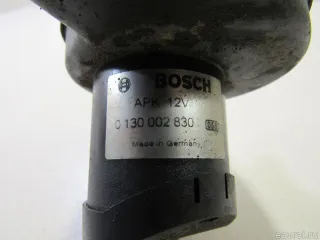 BOSCH
APK 12V
0 130 002 830
Made in Germany